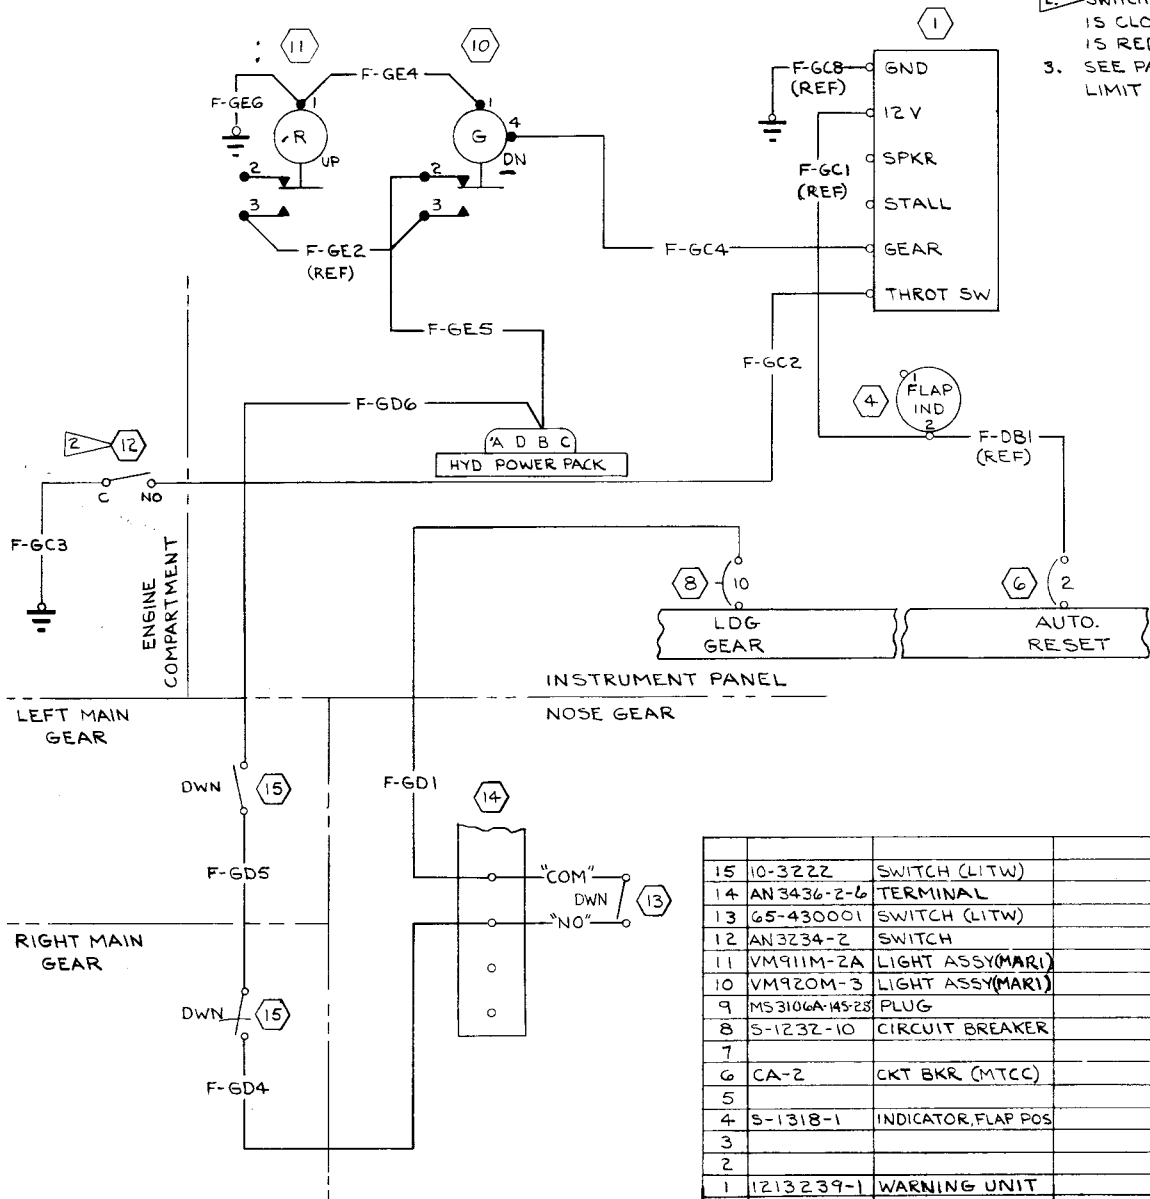 2. SWITCH
IS CLO
IS RE
3. SEE PA
LIMIT
11
10
1
F-GE4
F-GE6
1
R
UP
2
3
1
G
4
DN
2
3
F-GC8
(REF)
GND
12V
F-GC1
(REF)
SPKR
STALL
GEAR
THROT SW
F-GE2
(REF)
F-GC4
F-GE5
F-GC2
F-GD6
4
1
FLAP
IND
2
F-DB1
(REF)
2
12
A D B C
HYD POWER PACK
C
NO
F-GC3
ENGINE
COMPARTMENT
8
10
6
2
LDG
GEAR
AUTO.
RESET
INSTRUMENT PANEL
NOSE GEAR
LEFT MAIN
GEAR
DWN
15
F-GD1
14
F-GD5
"COM"
DWN
13
"NO"
RIGHT MAIN
GEAR
DWN
15
F-GD4
15 10-3222 SWITCH (LITW)
14 AN3436-2-6 TERMINAL
13 65-430001 SWITCH (LITW)
12 AN3234-2 SWITCH
11 VM911M-2A LIGHT ASSY(MARI)
10 VM920M-3 LIGHT ASSY(MARI)
9 MS3106A-14S-2S PLUG
8 S-1232-10 CIRCUIT BREAKER
7
6 CA-2 CKT BKR (MTCC)
5
4 S-1318-1 INDICATOR, FLAP POS
3
2
1 1213239-1 WARNING UNIT